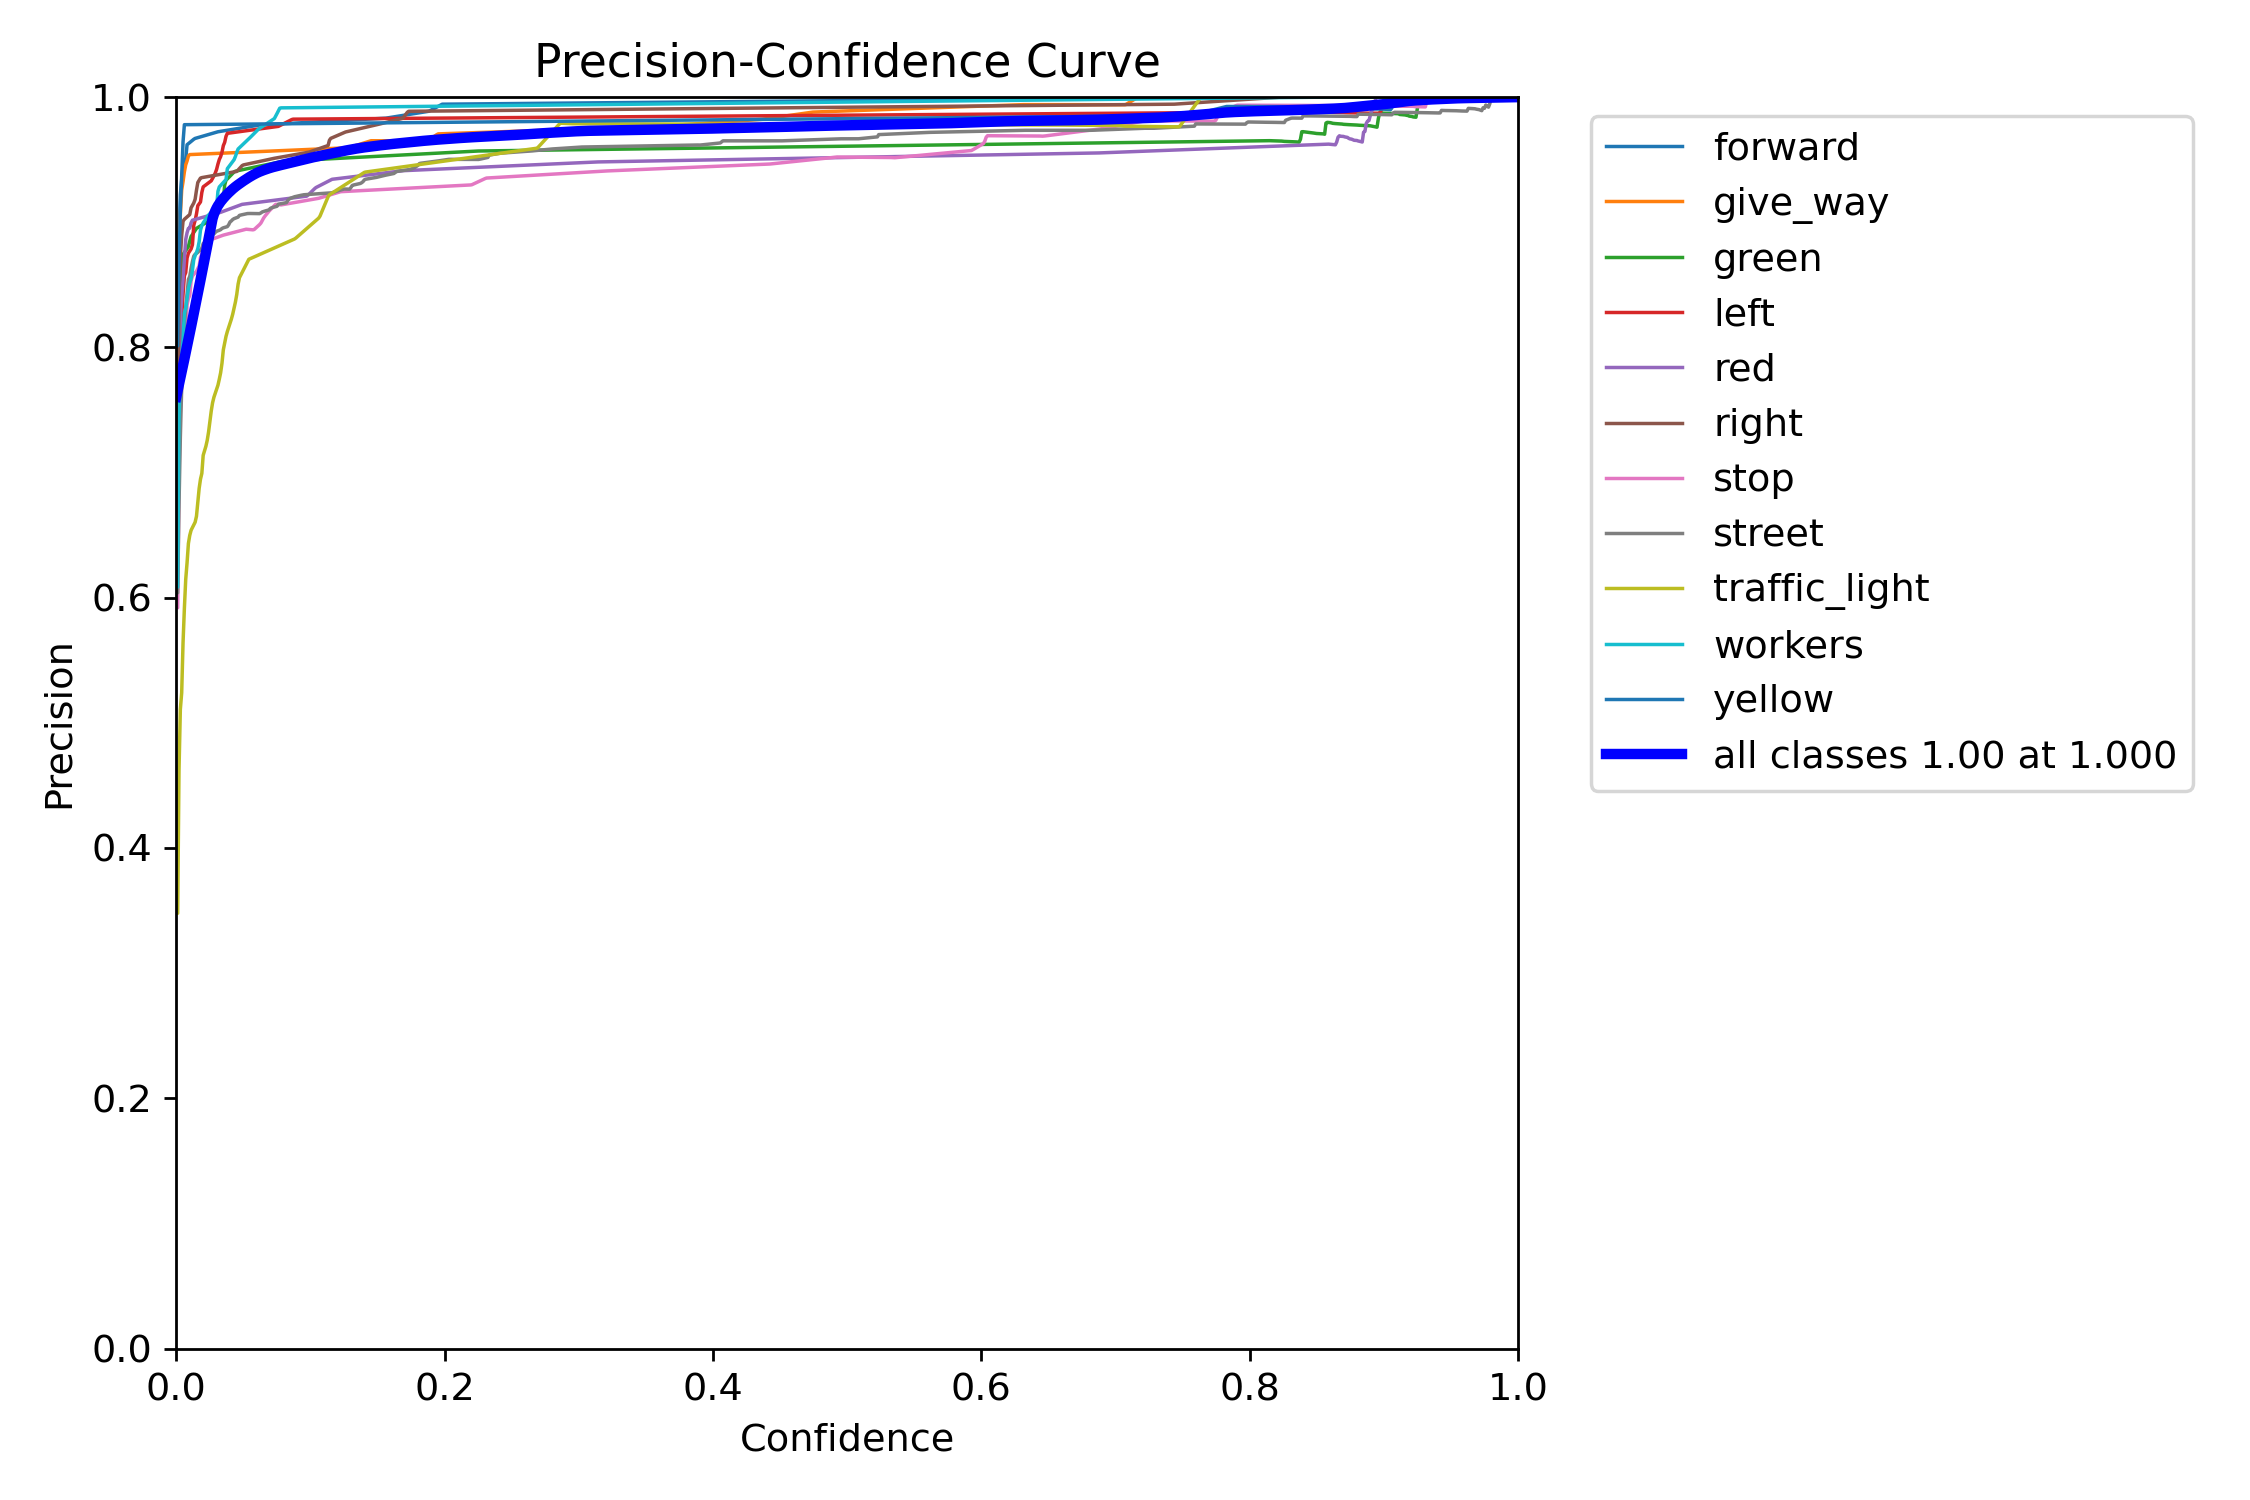 Precision-Confidence Curve
1.0
0.8
0.6
0.4
0.2
0.0
Precision
0.0 0.2 0.4 0.6 0.8 1.0
Confidence
forward
give_way
green
left
red
right
stop
street
traffic_light
workers
yellow
all classes 1.00 at 1.000